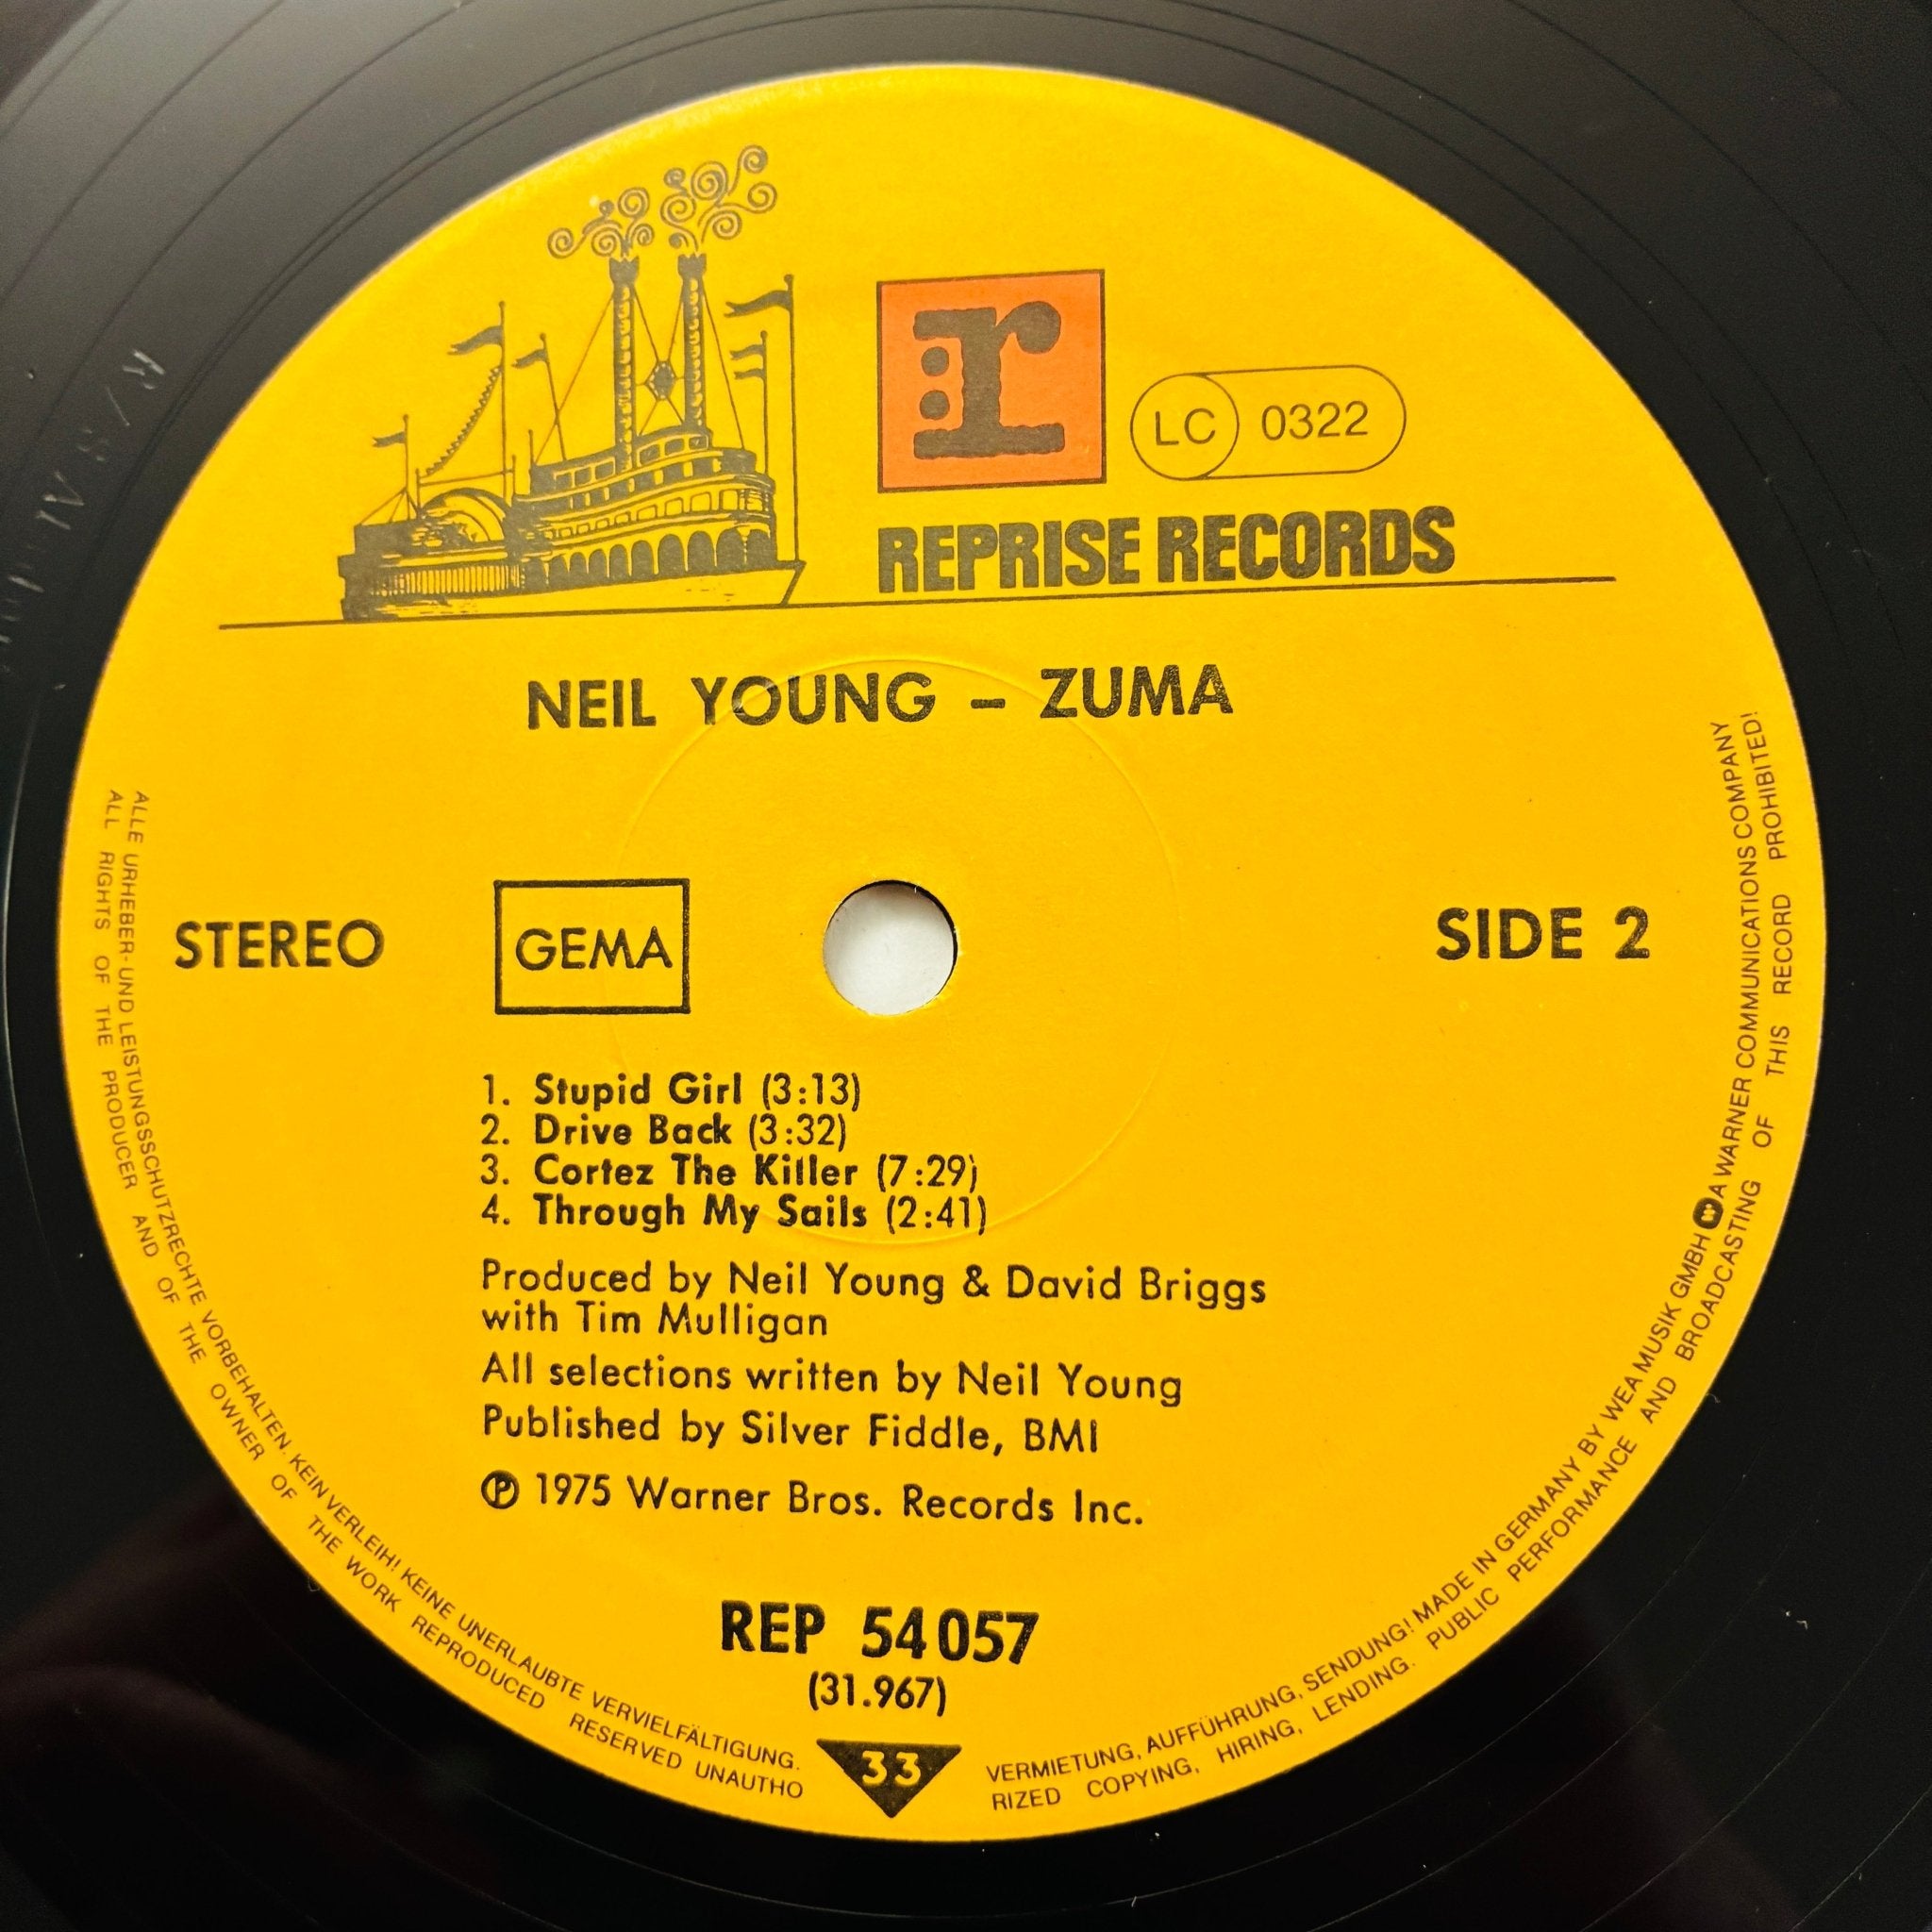 r:
LC 0322
REPRISE RECORDS
NEIL YOUNG – ZUMA
STEREO
GEMA
SIDE 2
1. Stupid Girl (3:13)
2. Drive Back (3:32)
3. Cortez The Killer (7:29)
4. Through My Sails (2:41)
Produced by Neil Young & David Briggs
with Tim Mulligan
All selections written by Neil Young
Published by Silver Fiddle, BMI
℗ 1975 Warner Bros. Records Inc.
REP 54 057
(31.967)
33
ALLE URHEBER- UND LEISTUNGSSCHUTZRECHTE VORBEHALTEN. KEIN VERLEIH! KEINE UNERLAUBTE VERVIELFÄLTIGUNG. VERMIETUNG, AUFFÜHRUNG, SENDUNG! MADE IN GERMANY BY WEA MUSIK GMBH A WARNER COMMUNICATIONS COMPANY
ALL RIGHTS OF THE PRODUCER AND OF THE OWNER OF THE WORK REPRODUCED RESERVED UNAUTHO RIZED COPYING, HIRING, LENDING. PUBLIC PERFORMANCE AND BROADCASTING OF THIS RECORD PROHIBITED!